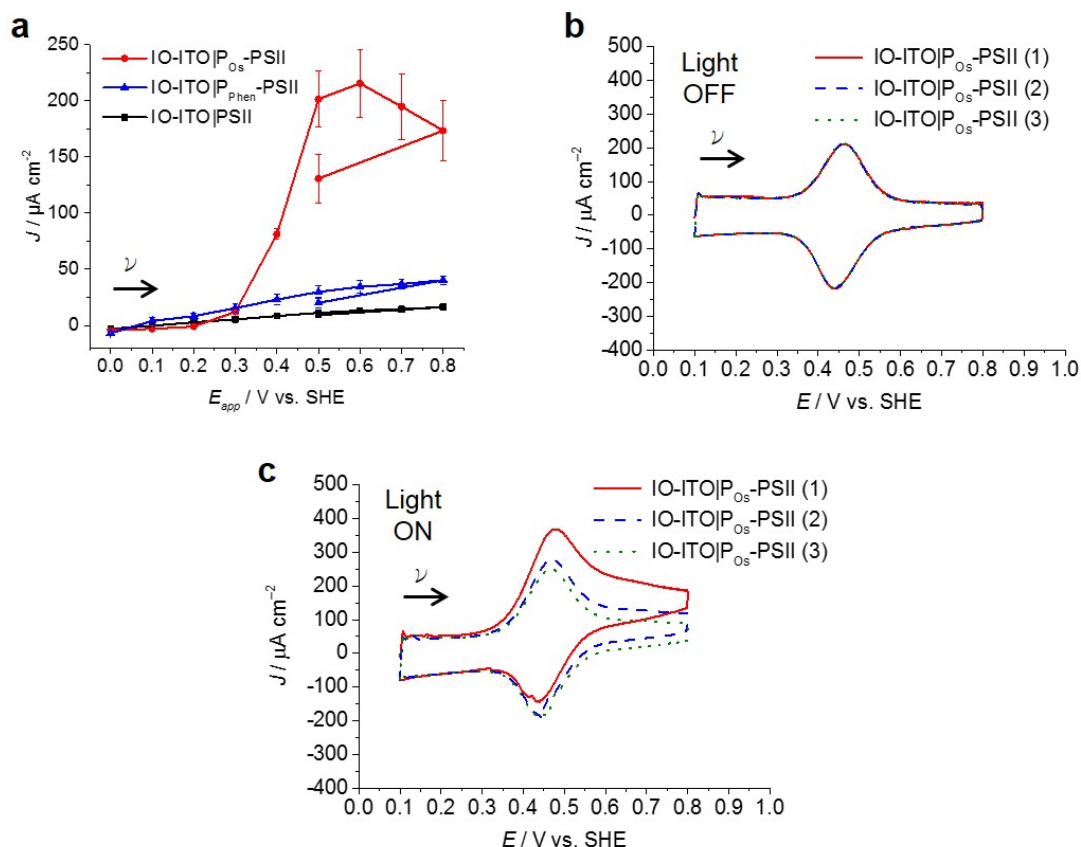 a
250
200
150
100
50
0
J / µA cm⁻²
IO-ITO|P_Os-PSII
IO-ITO|P_Phen-PSII
IO-ITO|PSII
ν
0.0 0.1 0.2 0.3 0.4 0.5 0.6 0.7 0.8
E_app / V vs. SHE
b
500
400
300
200
100
0
-100
-200
-300
-400
J / µA cm⁻²
Light
OFF
ν
IO-ITO|P_Os-PSII (1)
IO-ITO|P_Os-PSII (2)
IO-ITO|P_Os-PSII (3)
0.0 0.1 0.2 0.3 0.4 0.5 0.6 0.7 0.8 0.9 1.0
E / V vs. SHE
c
500
400
300
200
100
0
-100
-200
-300
-400
J / µA cm⁻²
Light
ON
ν
IO-ITO|P_Os-PSII (1)
IO-ITO|P_Os-PSII (2)
IO-ITO|P_Os-PSII (3)
0.0 0.1 0.2 0.3 0.4 0.5 0.6 0.7 0.8 0.9 1.0
E / V vs. SHE